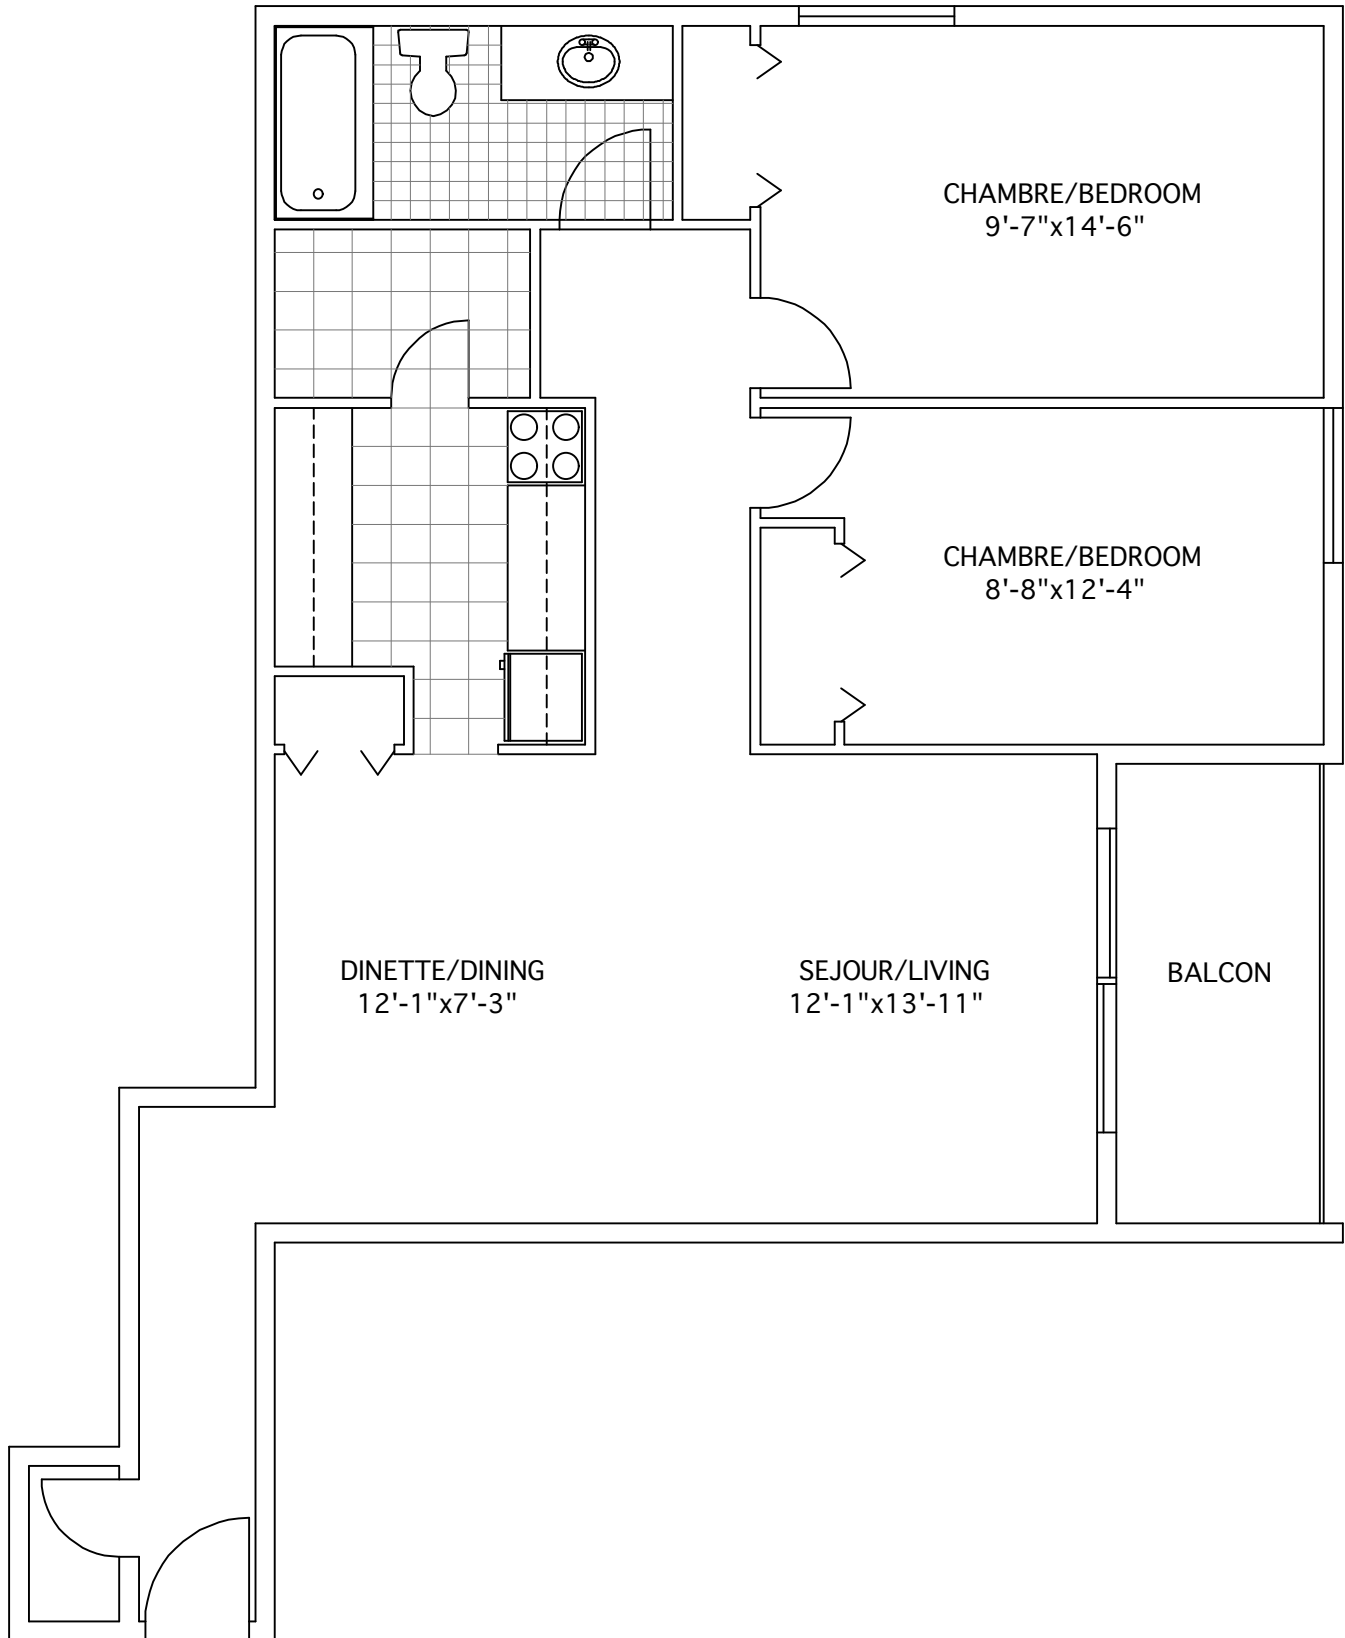 CHAMBRE/BEDROOM
9'-7"x14'-6"
CHAMBRE/BEDROOM
8'-8"x12'-4"
DINETTE/DINING
12'-1"x7'-3"
SEJOUR/LIVING
12'-1"x13'-11"
BALCON